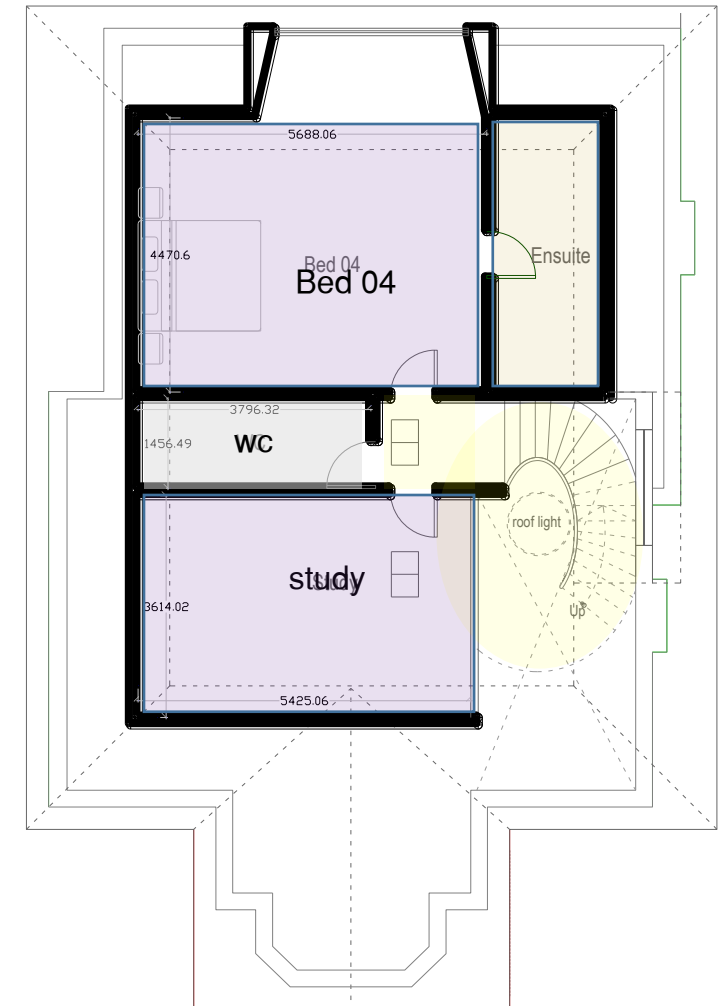 5688.06
4470.6
Bed 04
Bed 04
Ensuite
3796.32
1456.49
WC
roof light
study
Study
3614.02
Up
5425.06